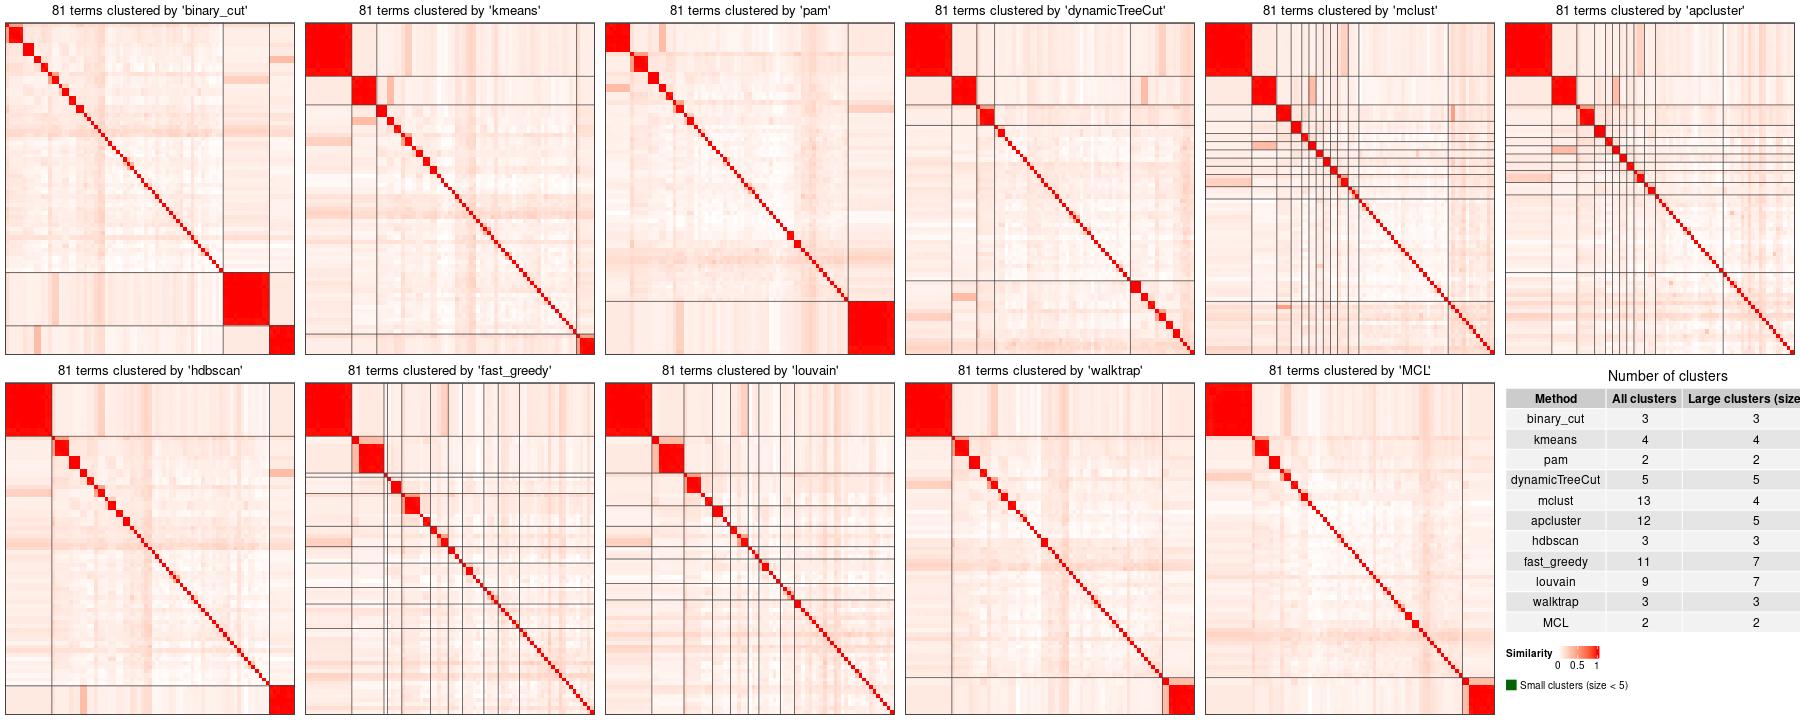 81 terms clustered by 'binary_cut'
81 terms clustered by 'kmeans'
81 terms clustered by 'pam'
81 terms clustered by 'dynamicTreeCut'
81 terms clustered by 'mclust'
81 terms clustered by 'apcluster'
81 terms clustered by 'hdbscan'
81 terms clustered by 'fast_greedy'
81 terms clustered by 'louvain'
81 terms clustered by 'walktrap'
81 terms clustered by 'MCL'
Number of clusters
Method All clusters Large clusters (size
binary_cut 3 3
kmeans 4 4
pam 2 2
dynamicTreeCut 5 5
mclust 13 4
apcluster 12 5
hdbscan 3 3
fast_greedy 11 7
louvain 9 7
walktrap 3 3
MCL 2 2
Similarity
0 0.5 1
Small clusters (size < 5)